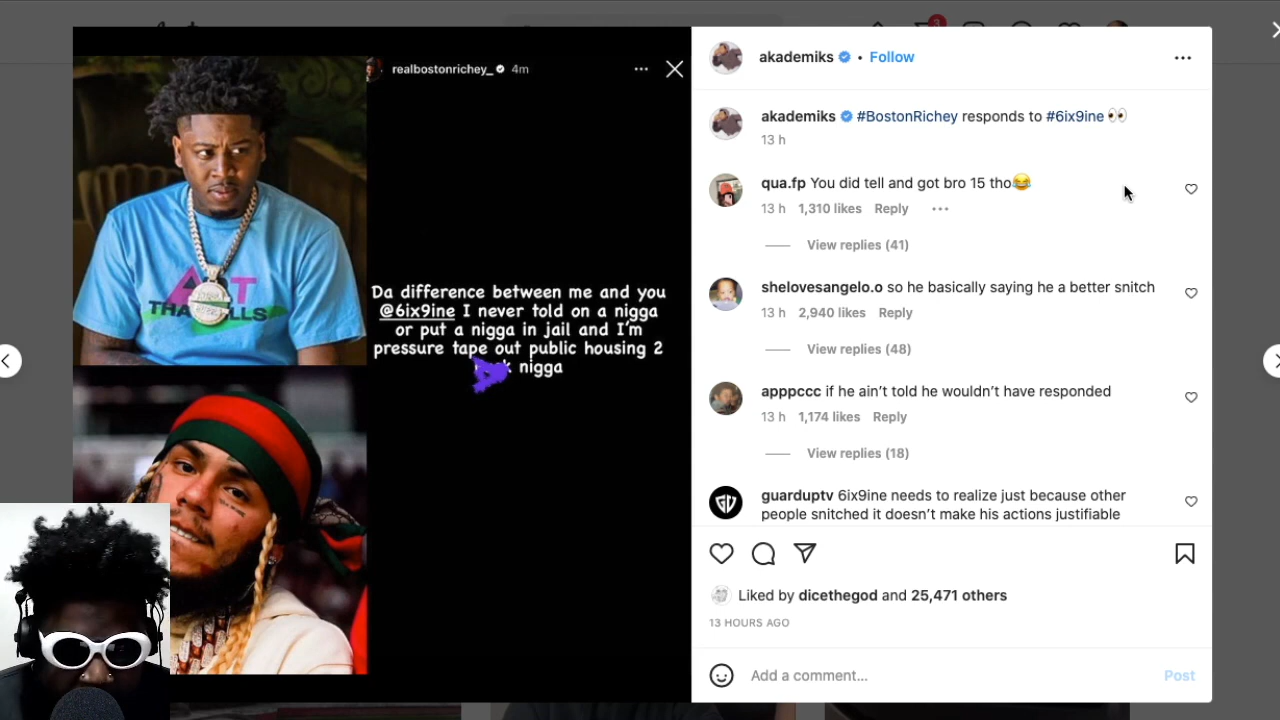 realbostonrichey_ 4m
Da difference between me and you
@6ix9ine I never told on a nigga
or put a nigga in jail and I'm
pressure tape out public housing 2
nigga
akademiks • Follow
akademiks #BostonRichey responds to #6ix9ine 👀
13 h
qua.fp You did tell and got bro 15 tho😂
13 h 1,310 likes Reply
View replies (41)
shelovesangelo.o so he basically saying he a better snitch
13 h 2,940 likes Reply
View replies (48)
apppccc if he ain't told he wouldn't have responded
13 h 1,174 likes Reply
View replies (18)
guarduptv 6ix9ine needs to realize just because other
people snitched it doesn't make his actions justifiable
Liked by dicethegod and 25,471 others
13 HOURS AGO
Add a comment... Post
3